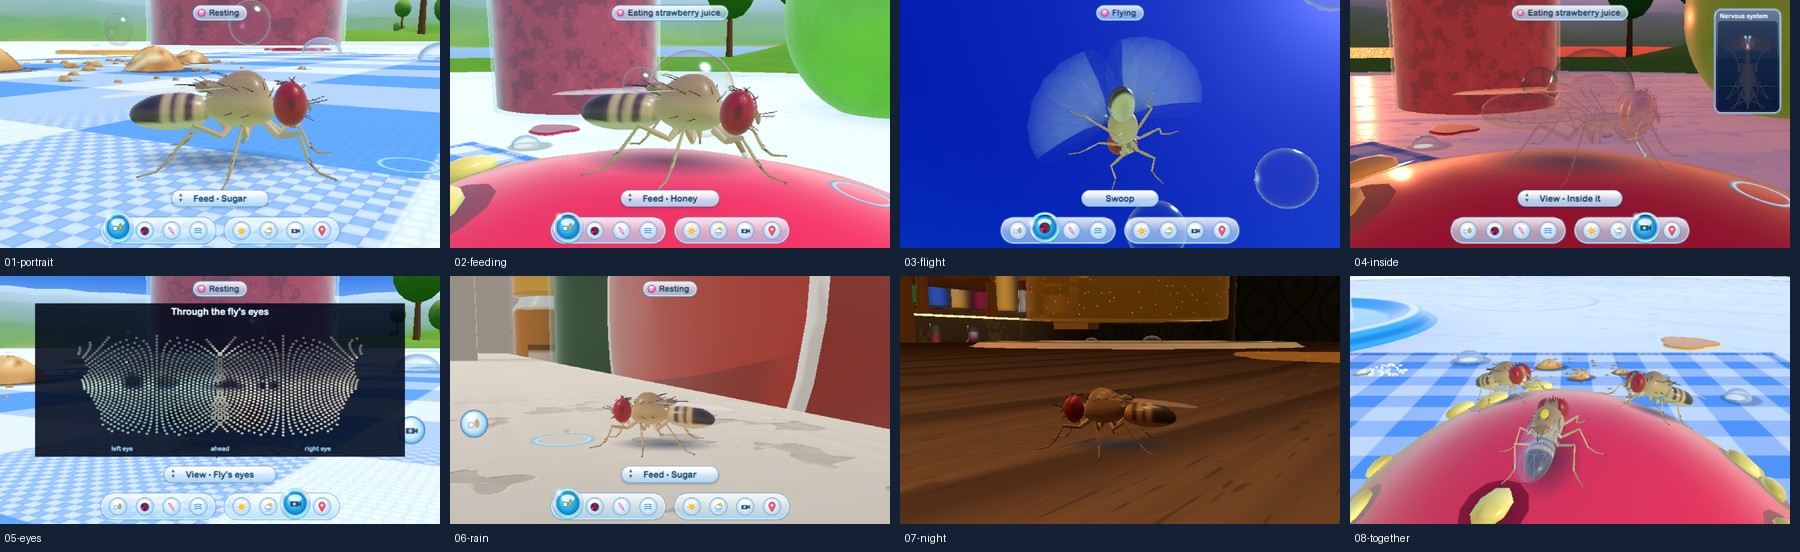 Resting
Feed • Sugar
01-portrait
Eating strawberry juice
Feed • Honey
02-feeding
Flying
Swoop
03-flight
Eating strawberry juice
Nervous system
View • Inside it
04-inside
Resting
Through the fly's eyes
left eye
ahead
right eye
View • Fly's eyes
05-eyes
Resting
Feed • Sugar
06-rain
07-night
08-together